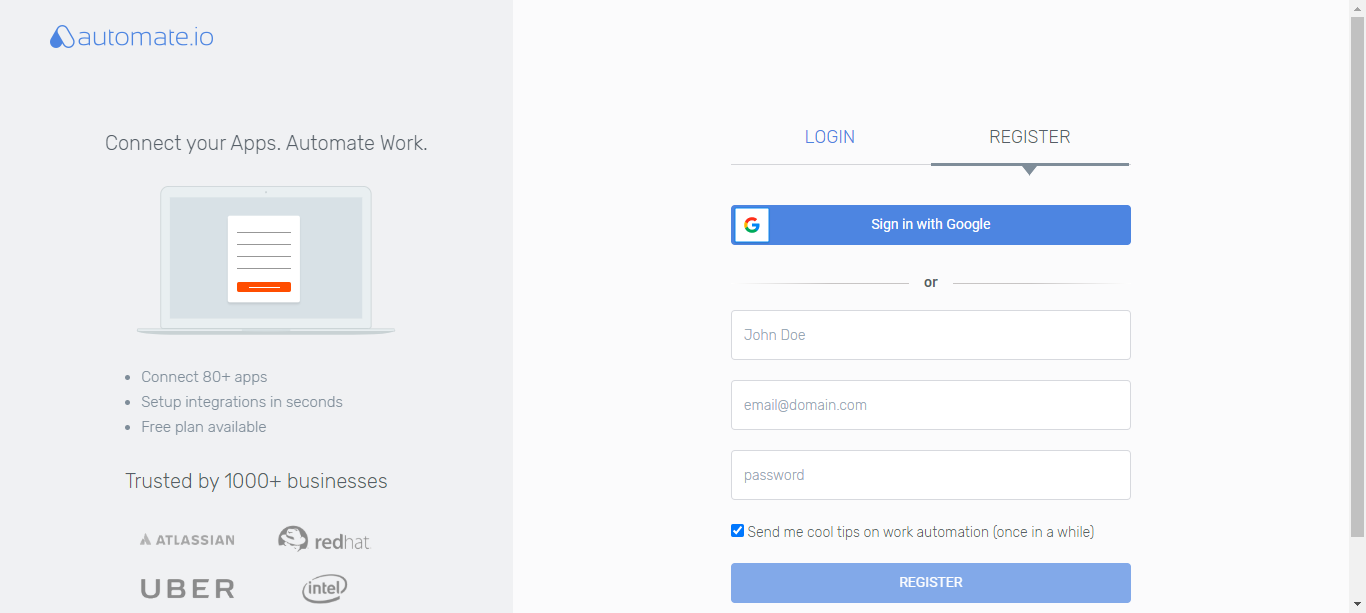 automate.io
Connect your Apps. Automate Work.
Connect 80+ apps
Setup integrations in seconds
Free plan available
Trusted by 1000+ businesses
ATLASSIAN
redhat
UBER
intel
LOGIN
REGISTER
Sign in with Google
or
John Doe
email@domain.com
password
Send me cool tips on work automation (once in a while)
REGISTER